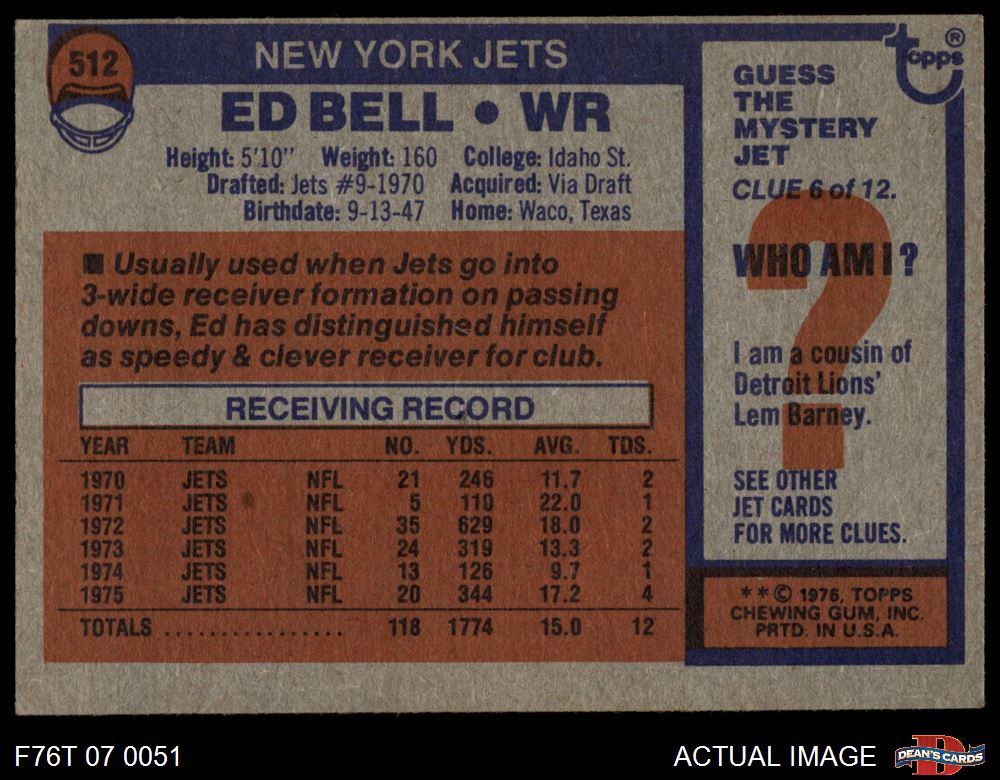 512
NEW YORK JETS
ED BELL • WR
Height: 5'10" Weight: 160 College: Idaho St.
Drafted: Jets #9-1970 Acquired: Via Draft
Birthdate: 9-13-47 Home: Waco, Texas
■ Usually used when Jets go into
3-wide receiver formation on passing
downs, Ed has distinguished himself
as speedy & clever receiver for club.
RECEIVING RECORD
YEAR TEAM NO. YDS. AVG. TDS.
1970 JETS NFL 21 246 11.7 2
1971 JETS NFL 5 110 22.0 1
1972 JETS NFL 35 629 18.0 2
1973 JETS NFL 24 319 13.3 2
1974 JETS NFL 13 126 9.7 1
1975 JETS NFL 20 344 17.2 4
TOTALS ................ 118 1774 15.0 12
topps ®
GUESS
THE
MYSTERY
JET
CLUE 6 of 12.
?
WHO AM I ?
I am a cousin of
Detroit Lions'
Lem Barney.
SEE OTHER
JET CARDS
FOR MORE CLUES.
* * © 1976, TOPPS
CHEWING GUM, INC.
PRTD. IN U.S.A.
F76T 07 0051
ACTUAL IMAGE
D
DEAN'S CARDS